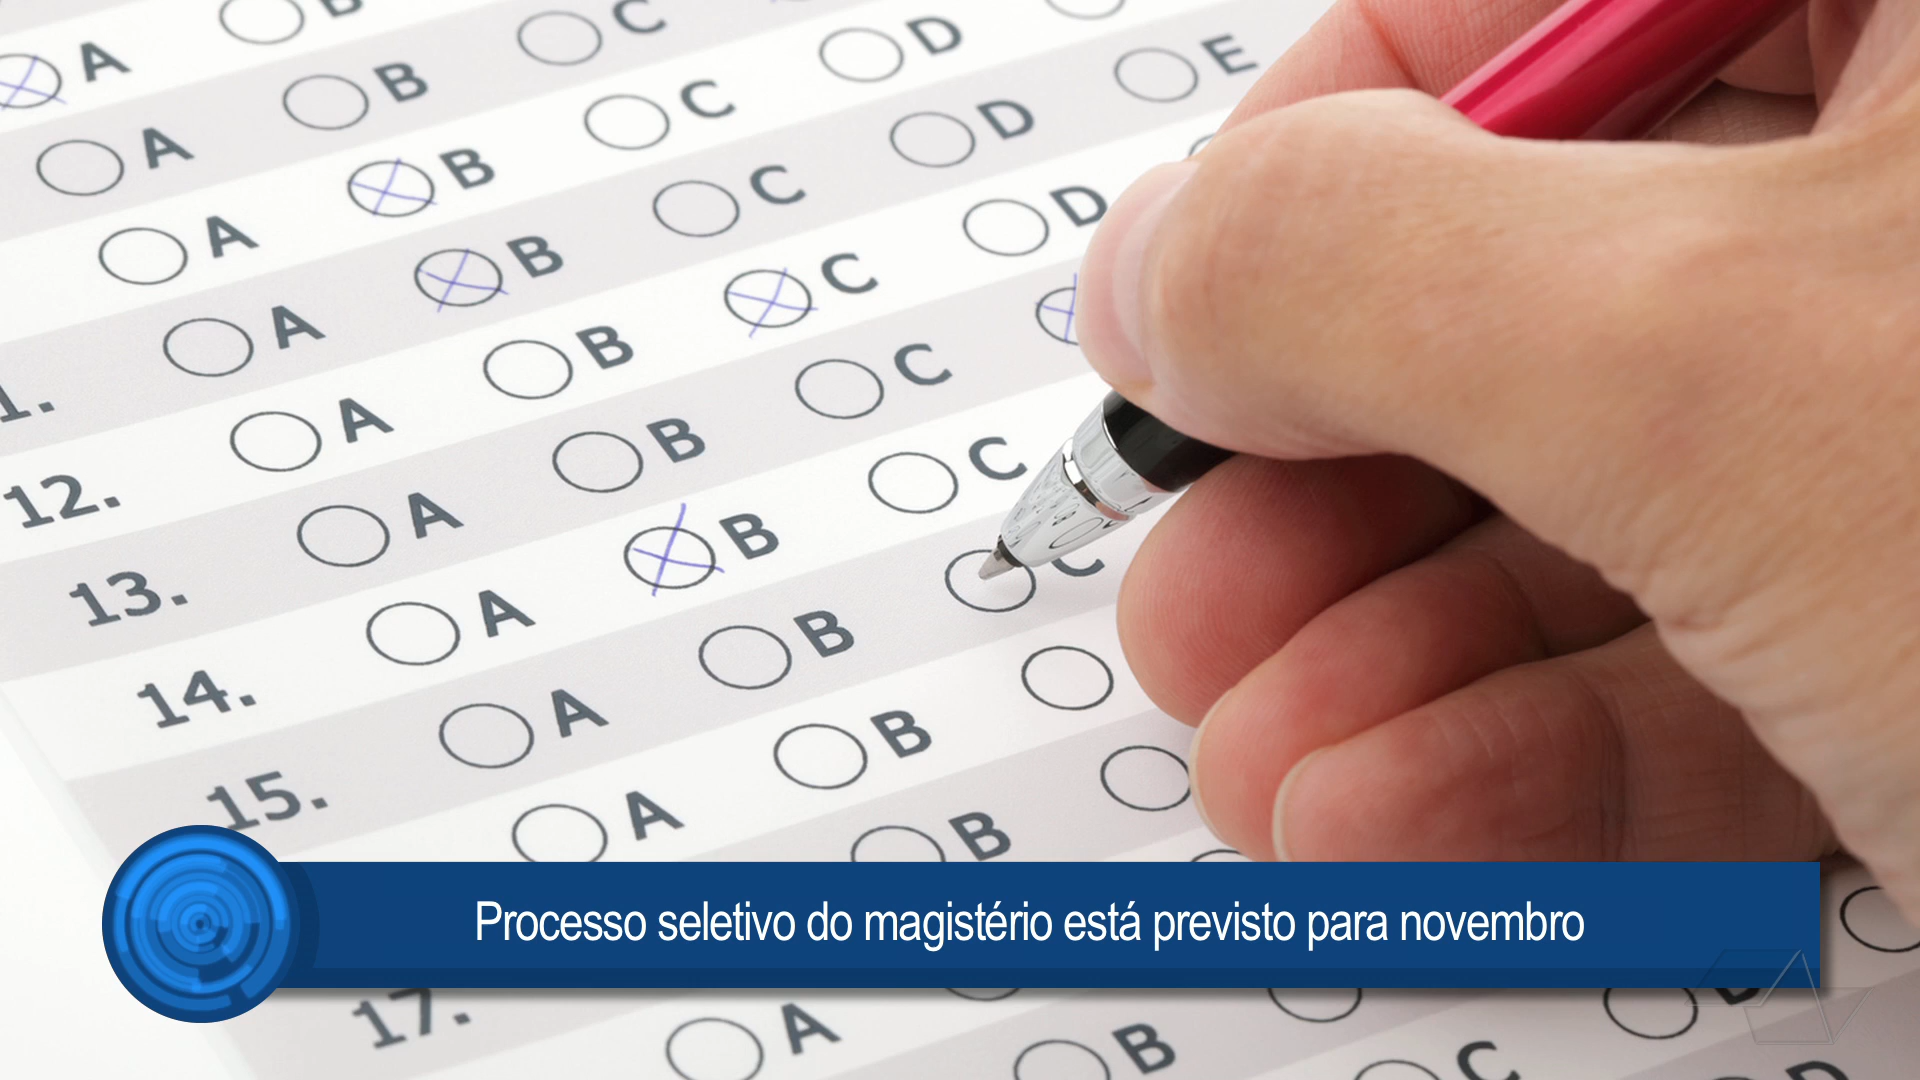 B
A B C D E
A B C D
A B C D
A B C
1. A B C
12. A B C
13. A B C
14. A B C
15. A B
A B
17. A B C D
Processo seletivo do magistério está previsto para novembro